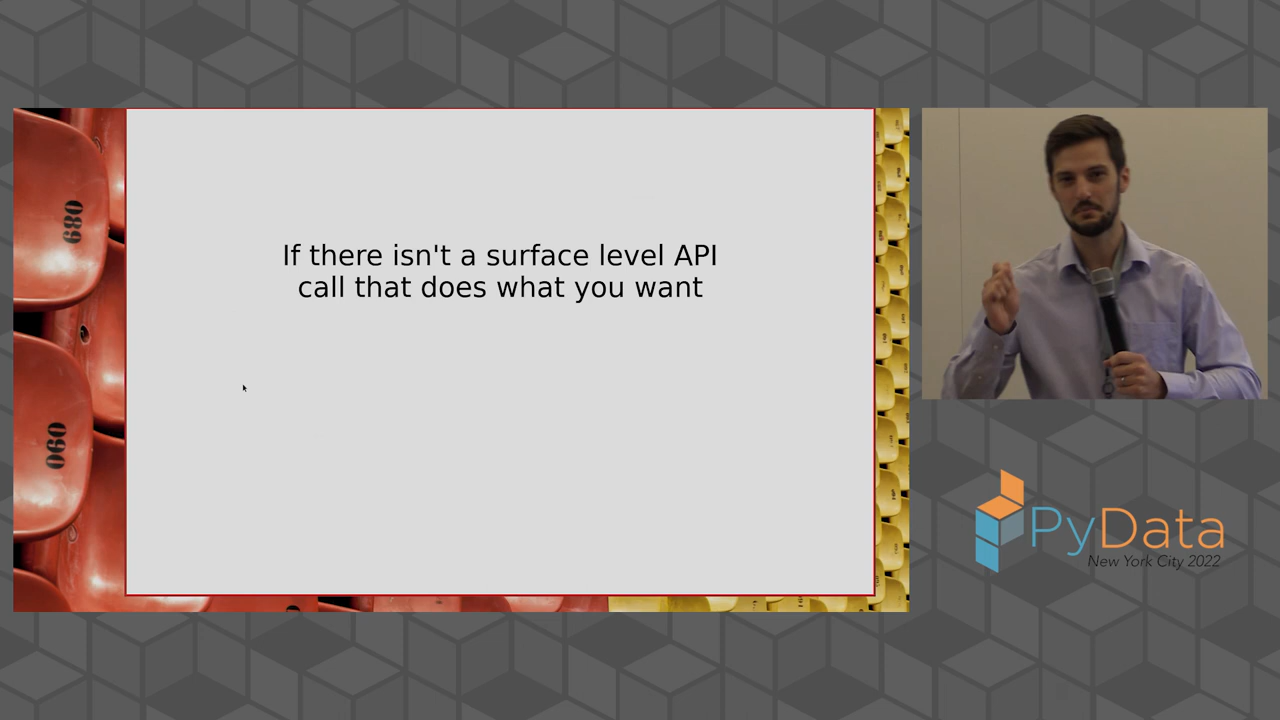 680
060
If there isn't a surface level API
call that does what you want
PyData
New York City 2022